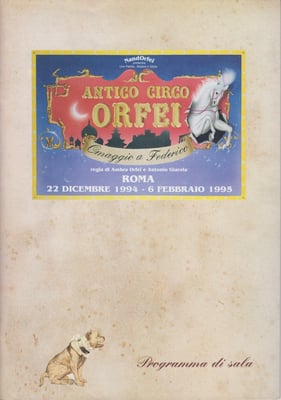 NandOrfei
presenta
ANTICO CIRCO
ORFEI
Omaggio a Federico
regia di Ambra Orfei e Antonio Giarola
ROMA
22 DICEMBRE 1994 - 6 FEBBRAIO 1995
Programma di sala